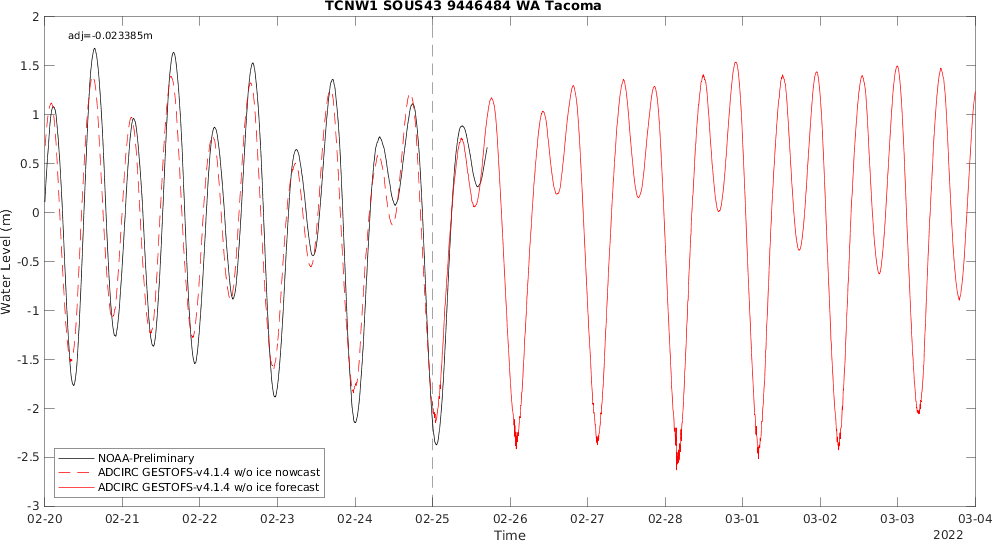 TCNW1 SOUS43 9446484 WA Tacoma
adj=-0.023385m
2
1.5
1
0.5
0
-0.5
-1
-1.5
-2
-2.5
-3
Water Level (m)
NOAA-Preliminary
ADCIRC GESTOFS-v4.1.4 w/o ice nowcast
ADCIRC GESTOFS-v4.1.4 w/o ice forecast
02-20 02-21 02-22 02-23 02-24 02-25 02-26 02-27 02-28 03-01 03-02 03-03 03-04
Time
2022